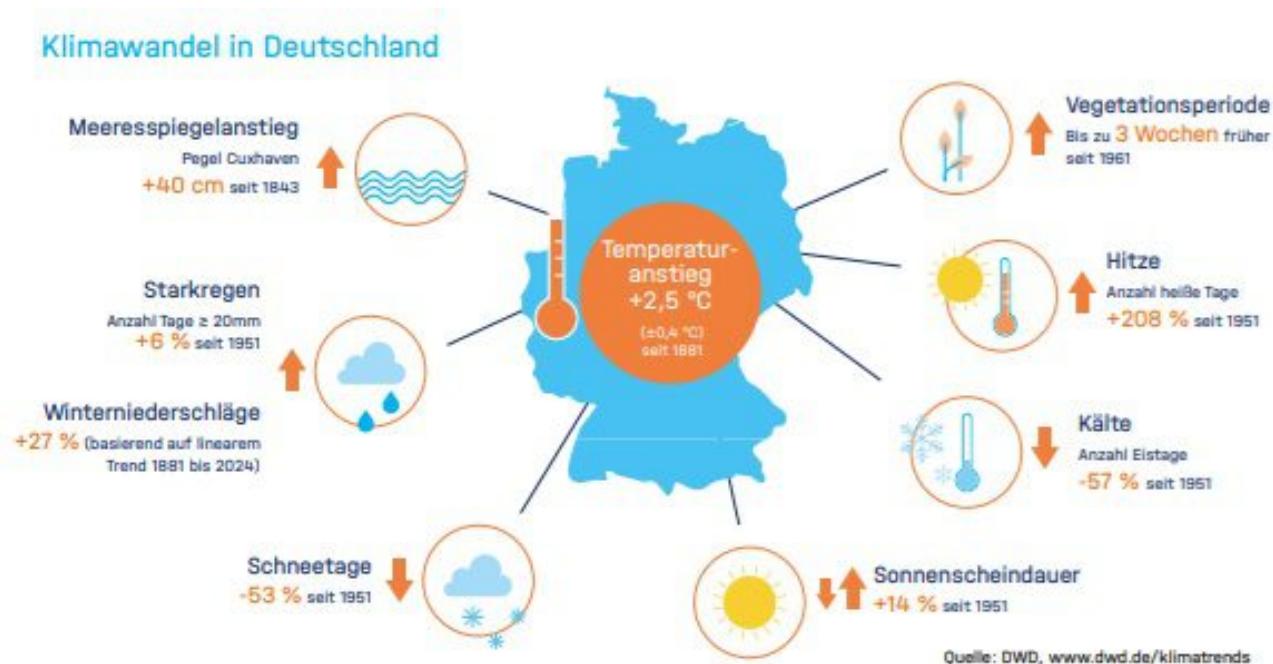 Klimawandel in Deutschland
Meeresspiegelanstieg
Pegel Cuxhaven
+40 cm seit 1843
Starkregen
Anzahl Tage ≥ 20mm
+6 % seit 1951
Winterniederschläge
+27 % (basierend auf linearem
Trend 1881 bis 2024)
Schneetage
-53 % seit 1951
Temperatur-
anstieg
+2,5 °C
(±0,4 °C)
seit 1881
Vegetationsperiode
Bis zu 3 Wochen früher
seit 1961
Hitze
Anzahl heiße Tage
+208 % seit 1951
Kälte
Anzahl Eistage
-57 % seit 1951
Sonnenscheindauer
+14 % seit 1951
Quelle: DWD, www.dwd.de/klimatrends